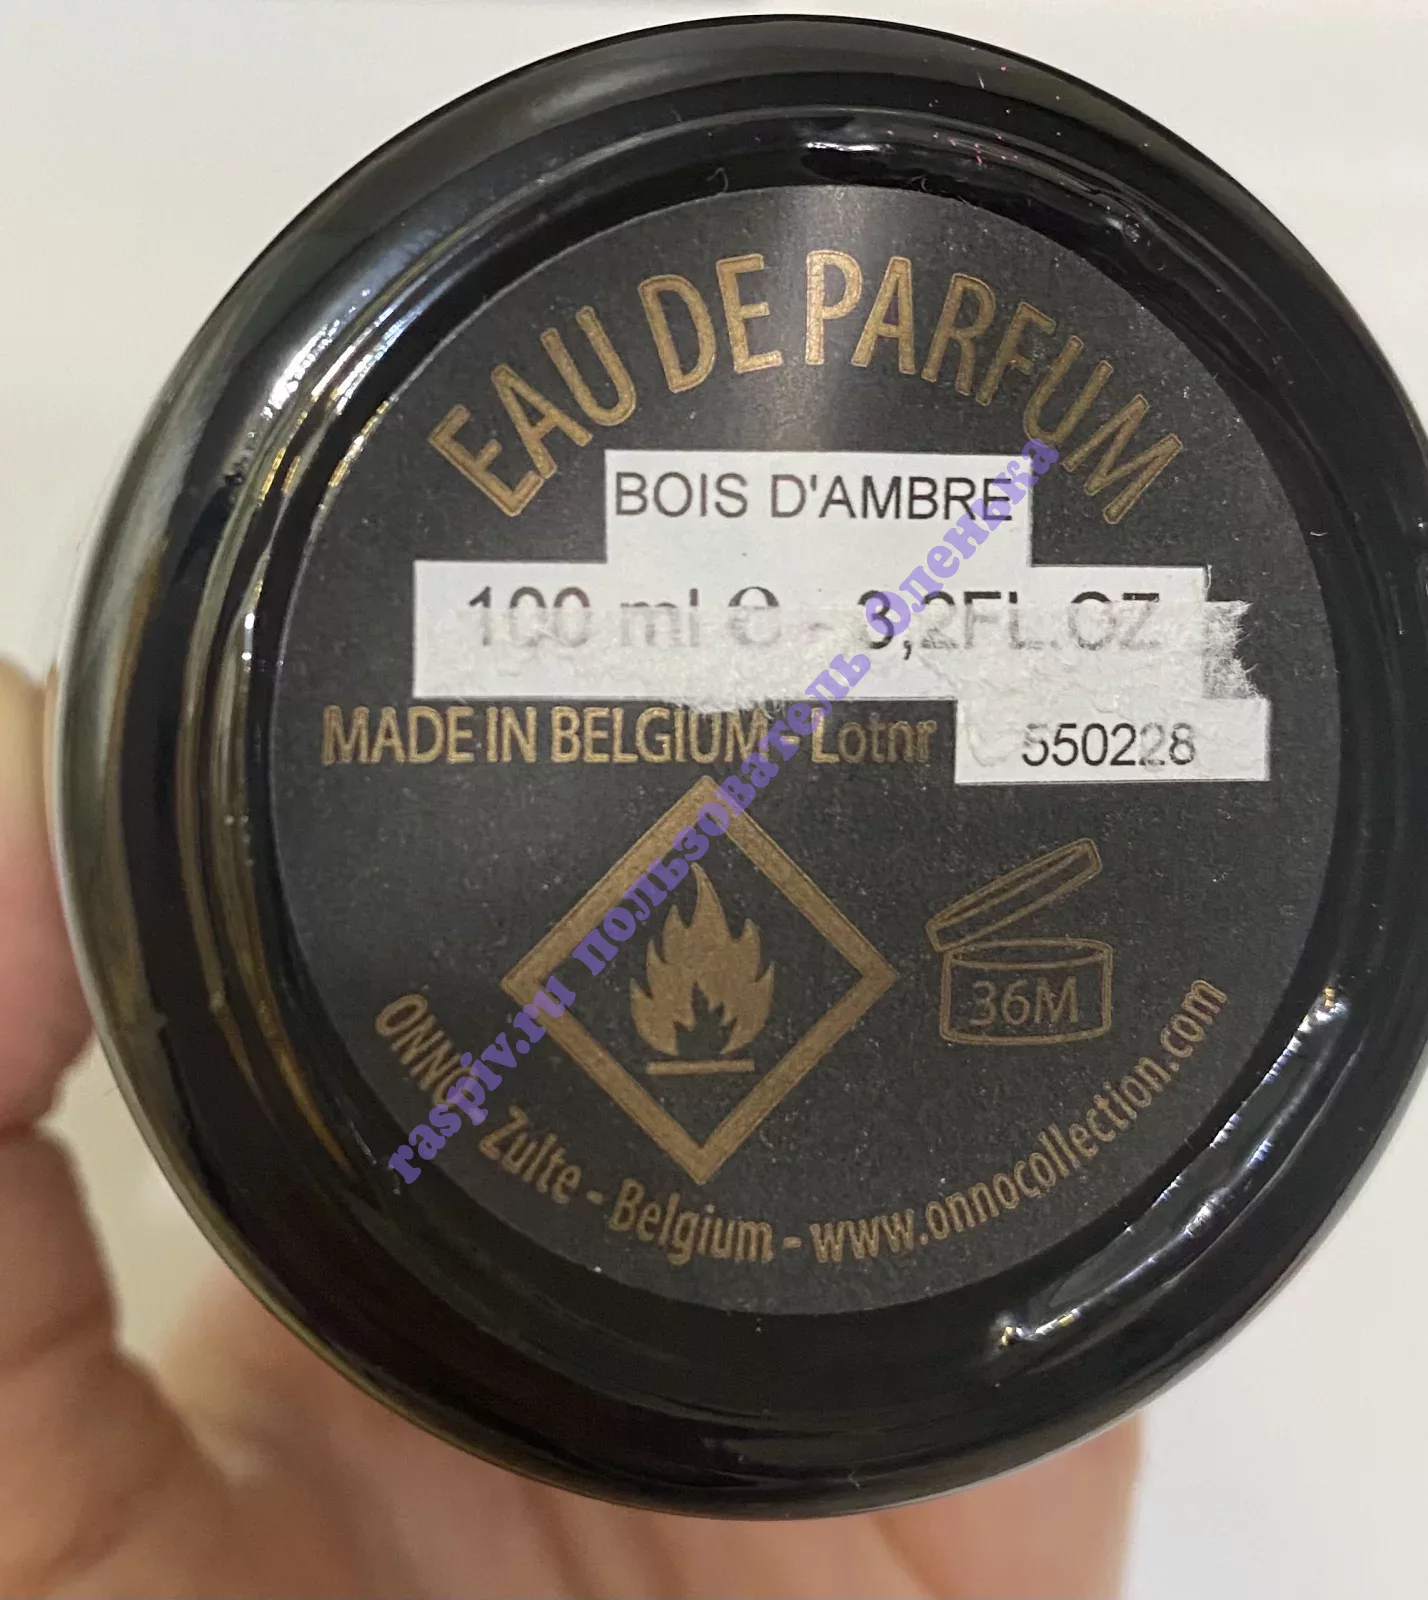 EAU DE PARFUM
BOIS D'AMBRE
100 ml ℮ - 3,2FL.OZ
MADE IN BELGIUM - Lotnr 550228
36M
ONNO - Zulte - Belgium - www.onnocollection.com
raspiv.ru пользователь Оленька